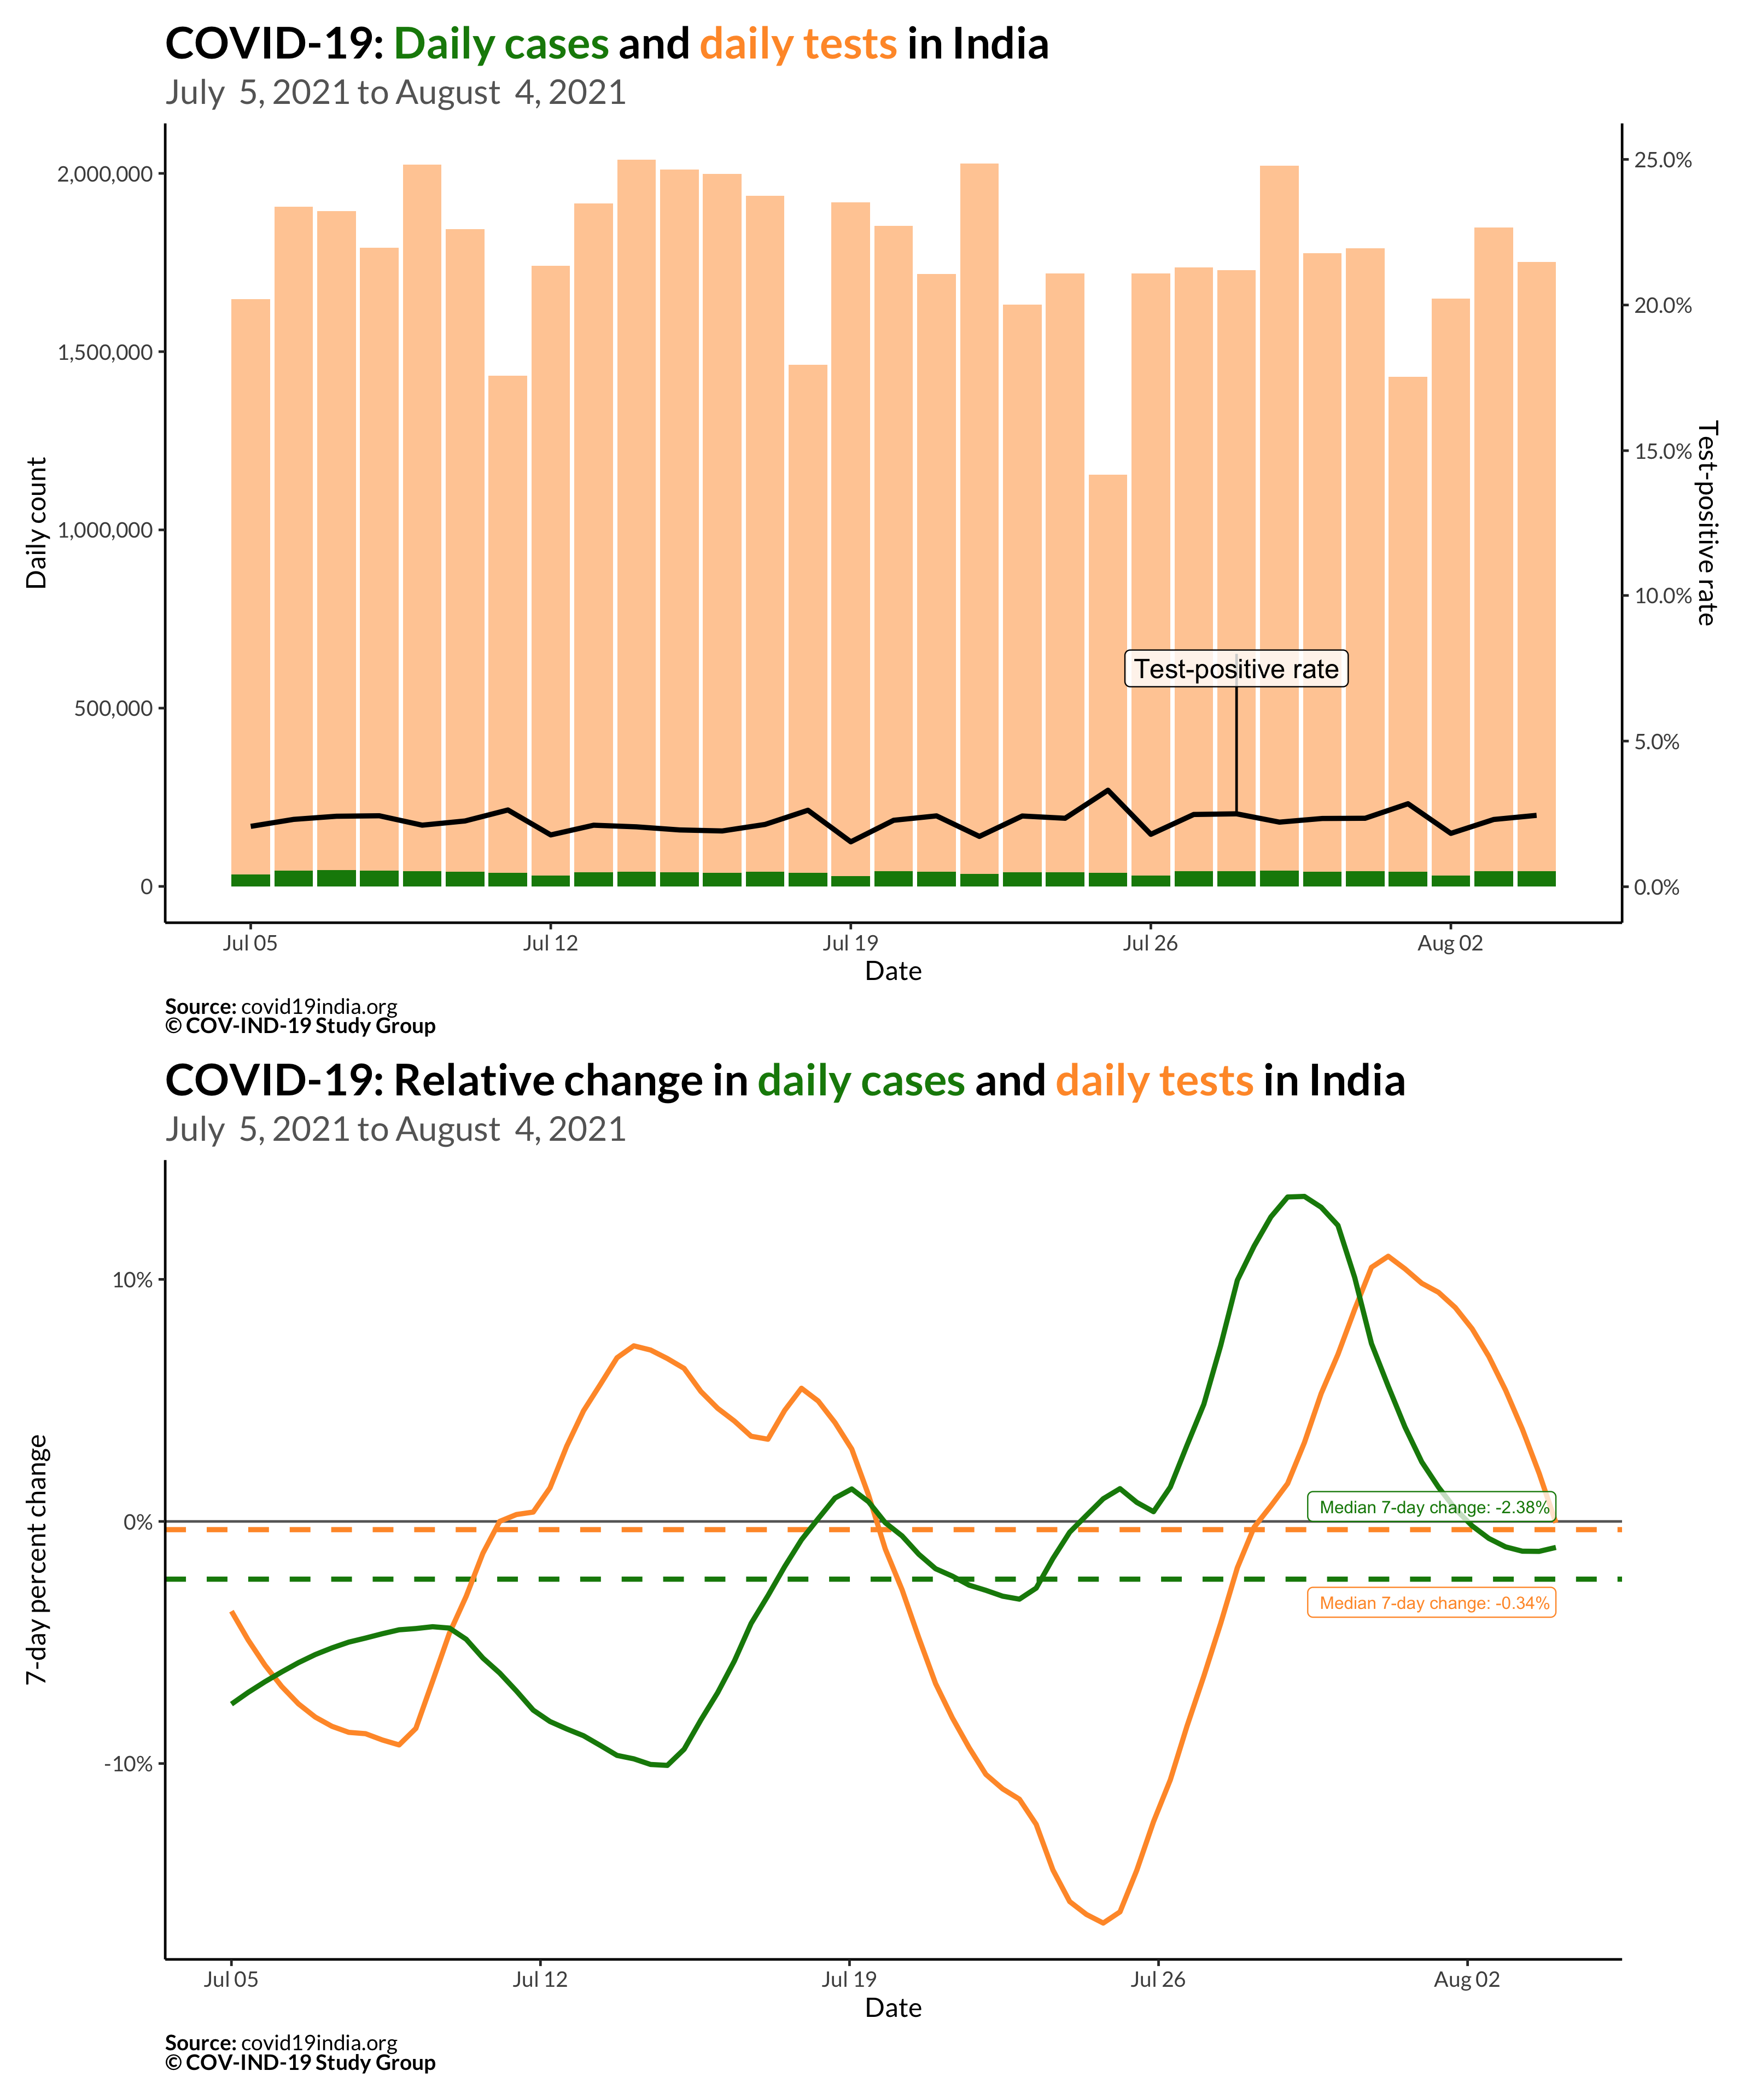 COVID-19: Daily cases and daily tests in India
July 5, 2021 to August 4, 2021
2,000,000
1,500,000
1,000,000
500,000
0
Daily count
25.0%
20.0%
15.0%
10.0%
5.0%
0.0%
Test-positive rate
Test-positive rate
Jul 05
Jul 12
Jul 19
Jul 26
Aug 02
Date
Source: covid19india.org
© COV-IND-19 Study Group
COVID-19: Relative change in daily cases and daily tests in India
July 5, 2021 to August 4, 2021
10%
0%
-10%
7-day percent change
Median 7-day change: -2.38%
Median 7-day change: -0.34%
Jul 05
Jul 12
Jul 19
Jul 26
Aug 02
Date
Source: covid19india.org
© COV-IND-19 Study Group